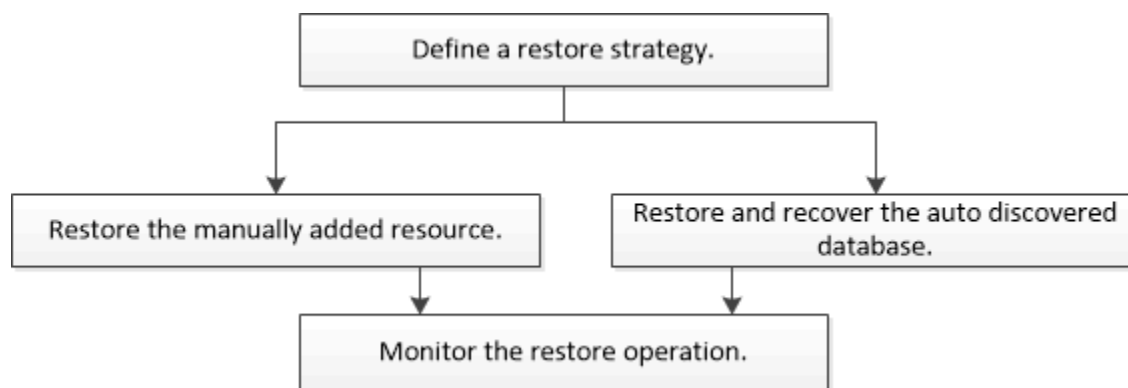 Define a restore strategy.
Restore the manually added resource.
Restore and recover the auto discovered
database.
Monitor the restore operation.